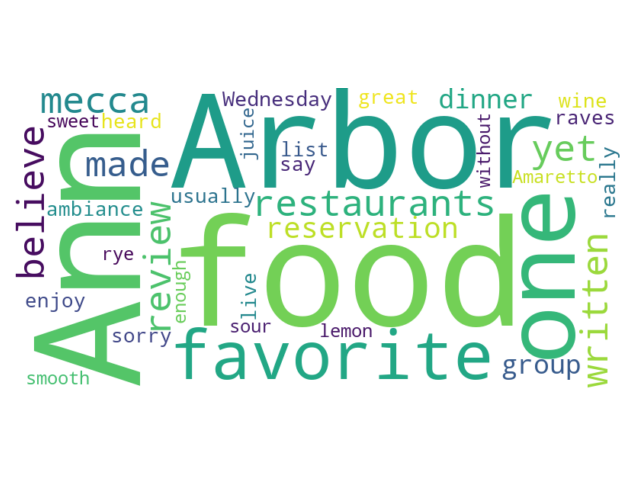 mecca
Wednesday
great
dinner
wine
sweet
heard
juice
Arbor
raves
believe
Ann
made
list
say
without
yet
Amaretto
really
ambiance
usually
restaurants
one
rye
review
reservation
food
written
enjoy
enough
live
sorry
sour
lemon
smooth
favorite
group